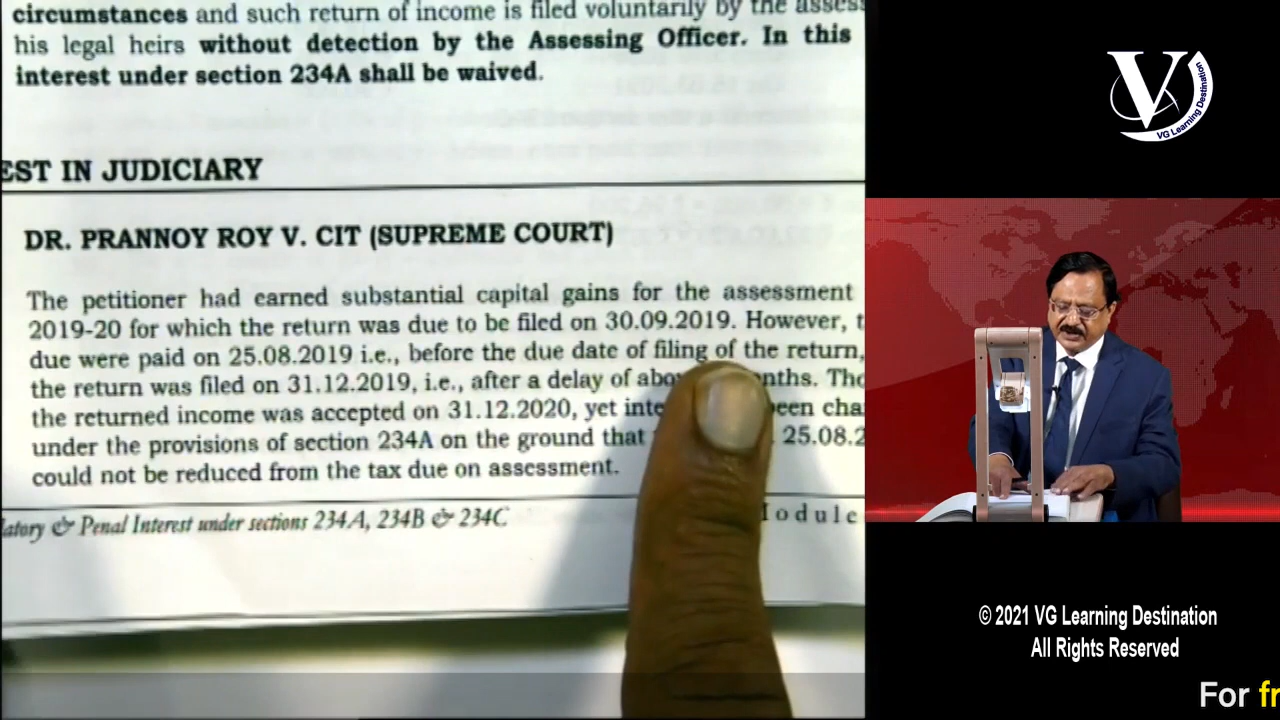 circumstances and such return of income is filed voluntarily by the assess
his legal heirs without detection by the Assessing Officer. In this
interest under section 234A shall be waived.
EST IN JUDICIARY
DR. PRANNOY ROY V. CIT (SUPREME COURT)
The petitioner had earned substantial capital gains for the assessment
2019-20 for which the return was due to be filed on 30.09.2019. However, t
due were paid on 25.08.2019 i.e., before the due date of filing of the return,
the return was filed on 31.12.2019, i.e., after a delay of abo nths. Tho
the returned income was accepted on 31.12.2020, yet inte been cha
under the provisions of section 234A on the ground that 25.08.2
could not be reduced from the tax due on assessment.
atory & Penal Interest under sections 234A, 234B & 234C
Module
V
VG Learning Destination
© 2021 VG Learning Destination
All Rights Reserved
For fr